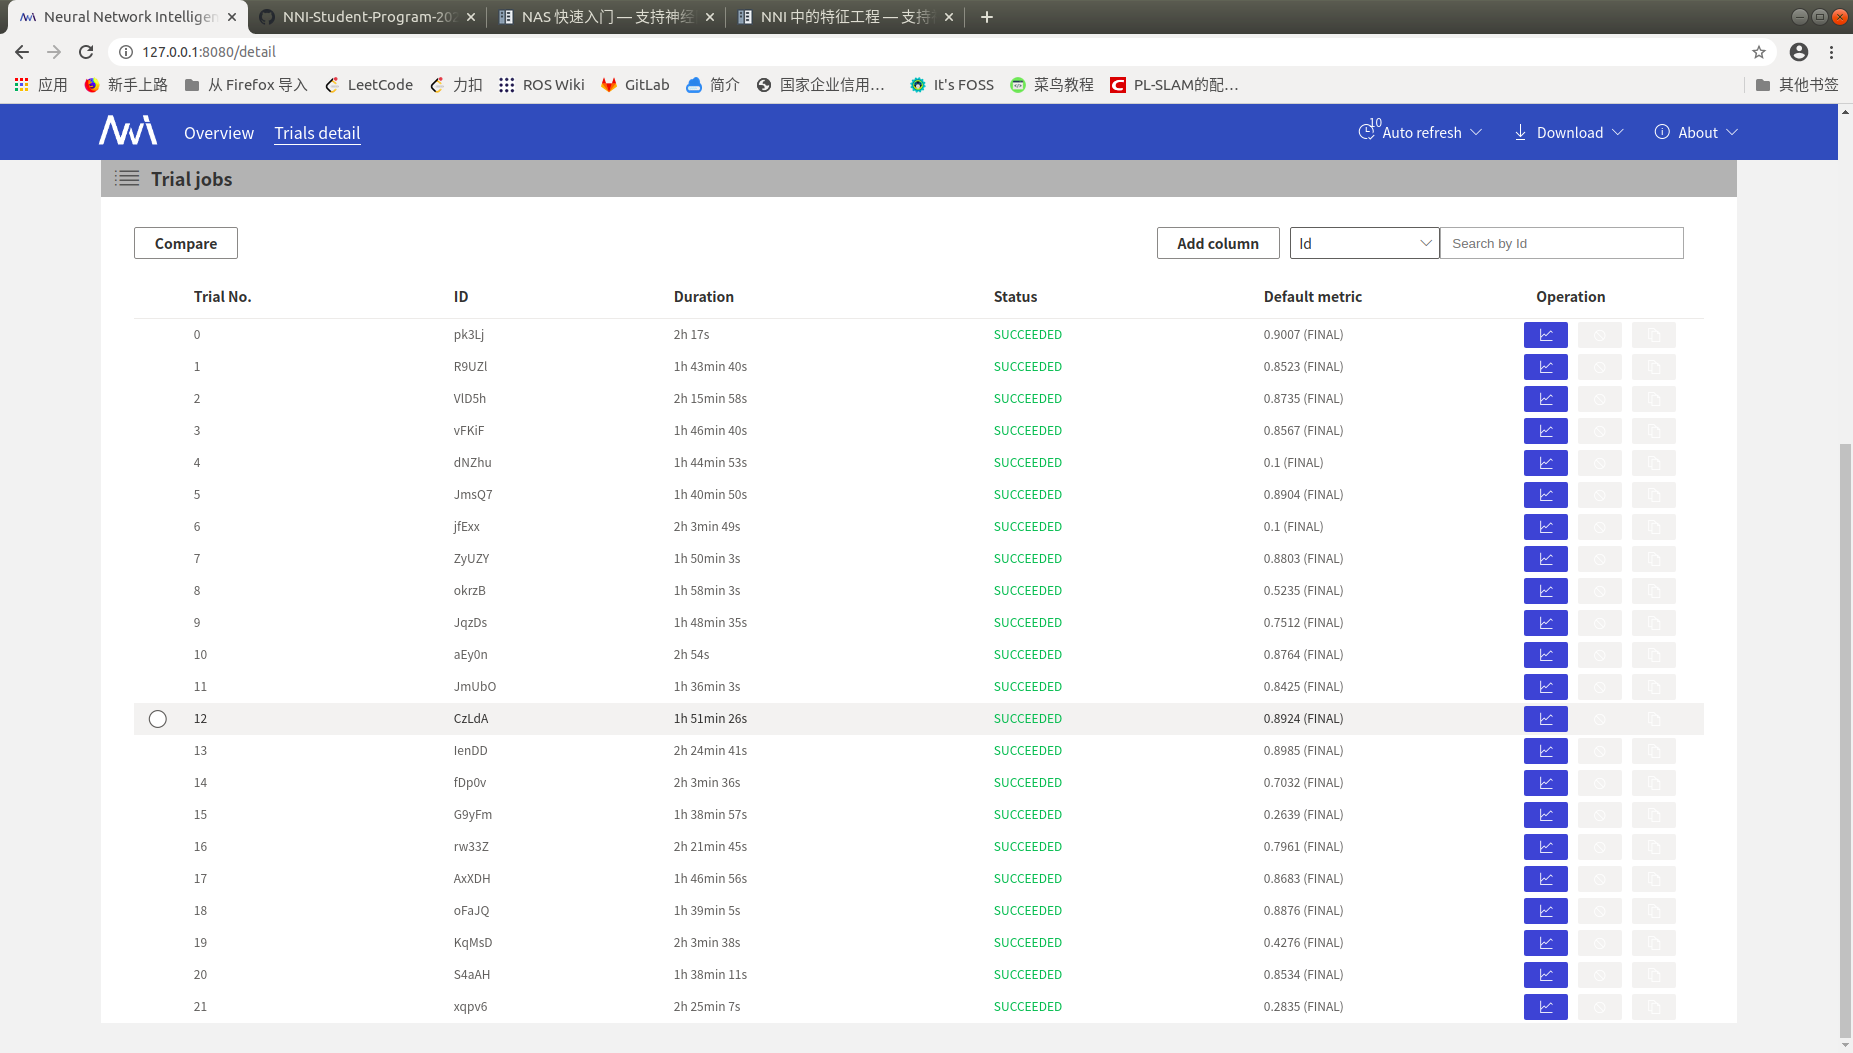 Neural Network Intelligen
NNI-Student-Program-202
NAS 快速入门 — 支持神经
NNI 中的特征工程 — 支持
127.0.0.1:8080/detail
应用
新手上路
从 Firefox 导入
LeetCode
力扣
ROS Wiki
GitLab
简介
国家企业信用…
It's FOSS
菜鸟教程
PL-SLAM的配…
其他书签
Overview
Trials detail
10
Auto refresh
Download
About
Trial jobs
Compare
Add column
Id
Search by Id
Trial No. ID Duration Status Default metric Operation
0 pk3Lj 2h 17s SUCCEEDED 0.9007 (FINAL)
1 R9UZl 1h 43min 40s SUCCEEDED 0.8523 (FINAL)
2 VlD5h 2h 15min 58s SUCCEEDED 0.8735 (FINAL)
3 vFKiF 1h 46min 40s SUCCEEDED 0.8567 (FINAL)
4 dNZhu 1h 44min 53s SUCCEEDED 0.1 (FINAL)
5 JmsQ7 1h 40min 50s SUCCEEDED 0.8904 (FINAL)
6 jfExx 2h 3min 49s SUCCEEDED 0.1 (FINAL)
7 ZyUZY 1h 50min 3s SUCCEEDED 0.8803 (FINAL)
8 okrzB 1h 58min 3s SUCCEEDED 0.5235 (FINAL)
9 JqzDs 1h 48min 35s SUCCEEDED 0.7512 (FINAL)
10 aEy0n 2h 54s SUCCEEDED 0.8764 (FINAL)
11 JmUbO 1h 36min 3s SUCCEEDED 0.8425 (FINAL)
12 CzLdA 1h 51min 26s SUCCEEDED 0.8924 (FINAL)
13 IenDD 2h 24min 41s SUCCEEDED 0.8985 (FINAL)
14 fDp0v 2h 3min 36s SUCCEEDED 0.7032 (FINAL)
15 G9yFm 1h 38min 57s SUCCEEDED 0.2639 (FINAL)
16 rw33Z 2h 21min 45s SUCCEEDED 0.7961 (FINAL)
17 AxXDH 1h 46min 56s SUCCEEDED 0.8683 (FINAL)
18 oFaJQ 1h 39min 5s SUCCEEDED 0.8876 (FINAL)
19 KqMsD 2h 3min 38s SUCCEEDED 0.4276 (FINAL)
20 S4aAH 1h 38min 11s SUCCEEDED 0.8534 (FINAL)
21 xqpv6 2h 25min 7s SUCCEEDED 0.2835 (FINAL)